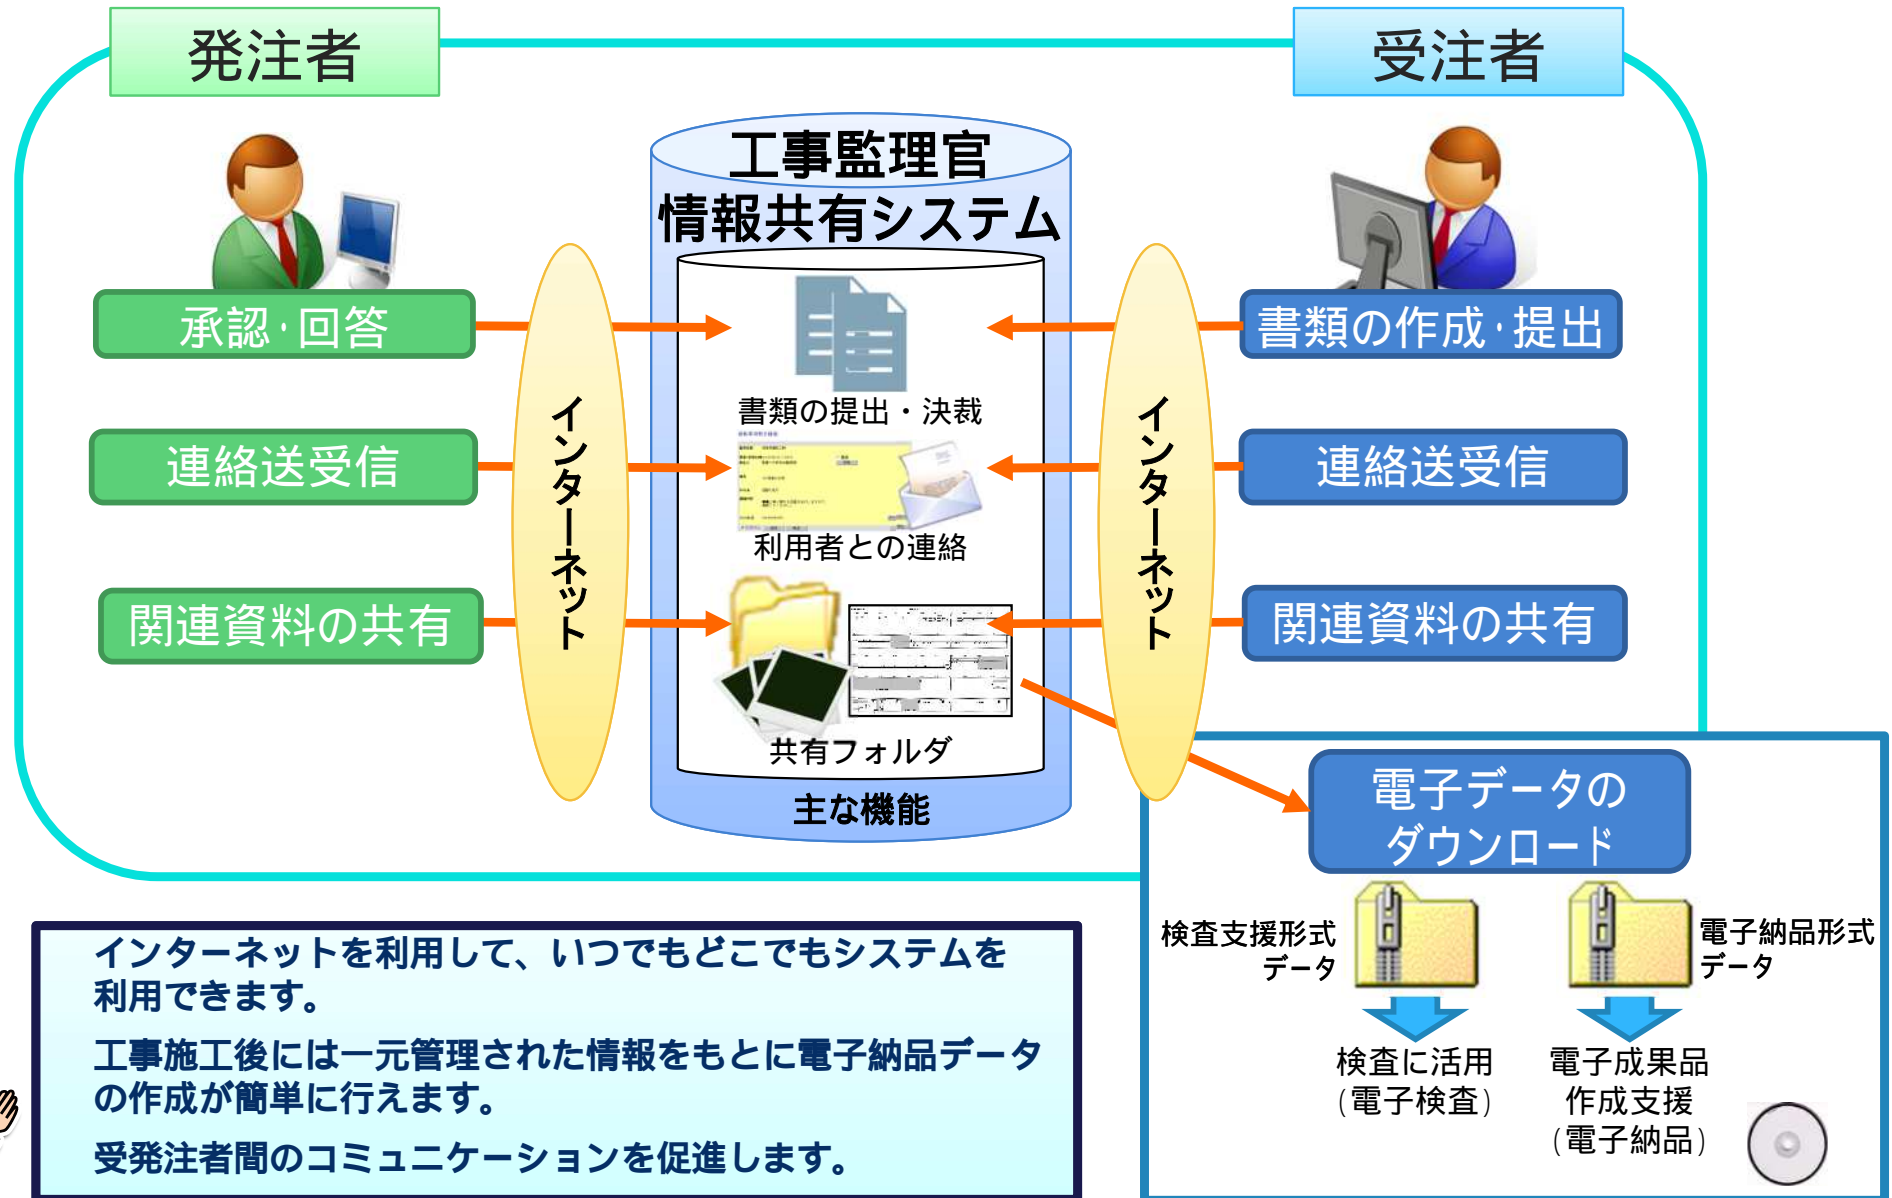 発注者
受注者
工事監理官
情報共有システム
承認・回答
連絡送受信
関連資料の共有
インターネット
書類の提出・決裁
利用者との連絡
共有フォルダ
主な機能
インターネット
書類の作成・提出
連絡送受信
関連資料の共有
電子データの
ダウンロード
検査支援形式
データ
電子納品形式
データ
検査に活用
(電子検査)
電子成果品
作成支援
(電子納品)
インターネットを利用して、いつでもどこでもシステムを
利用できます。
工事施工後には一元管理された情報をもとに電子納品データ
の作成が簡単に行えます。
受発注者間のコミュニケーションを促進します。